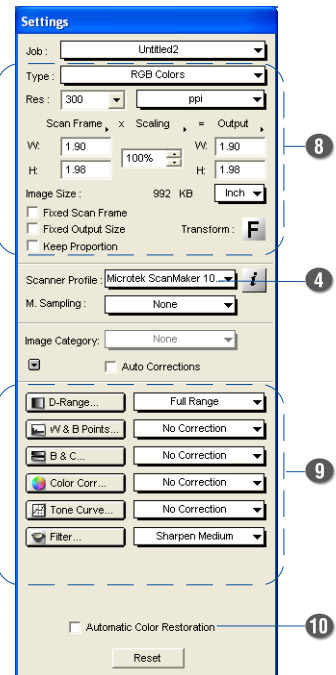 Settings
Job : Untitled2
Type : RGB Colors
Res : 300 ppi
Scan Frame x Scaling = Output
W: 1.90 100% W: 1.90
H: 1.98 H: 1.98
Image Size : 992 KB Inch
Fixed Scan Frame
Fixed Output Size Transform : F
Keep Proportion
8
Scanner Profile : Microtek ScanMaker 10... i
4
M. Sampling : None
Image Category: None
Auto Corrections
D-Range... Full Range
W & B Points... No Correction
B & C... No Correction
Color Corr... No Correction
9
Tone Curve... No Correction
Filter... Sharpen Medium
Automatic Color Restoration
10
Reset